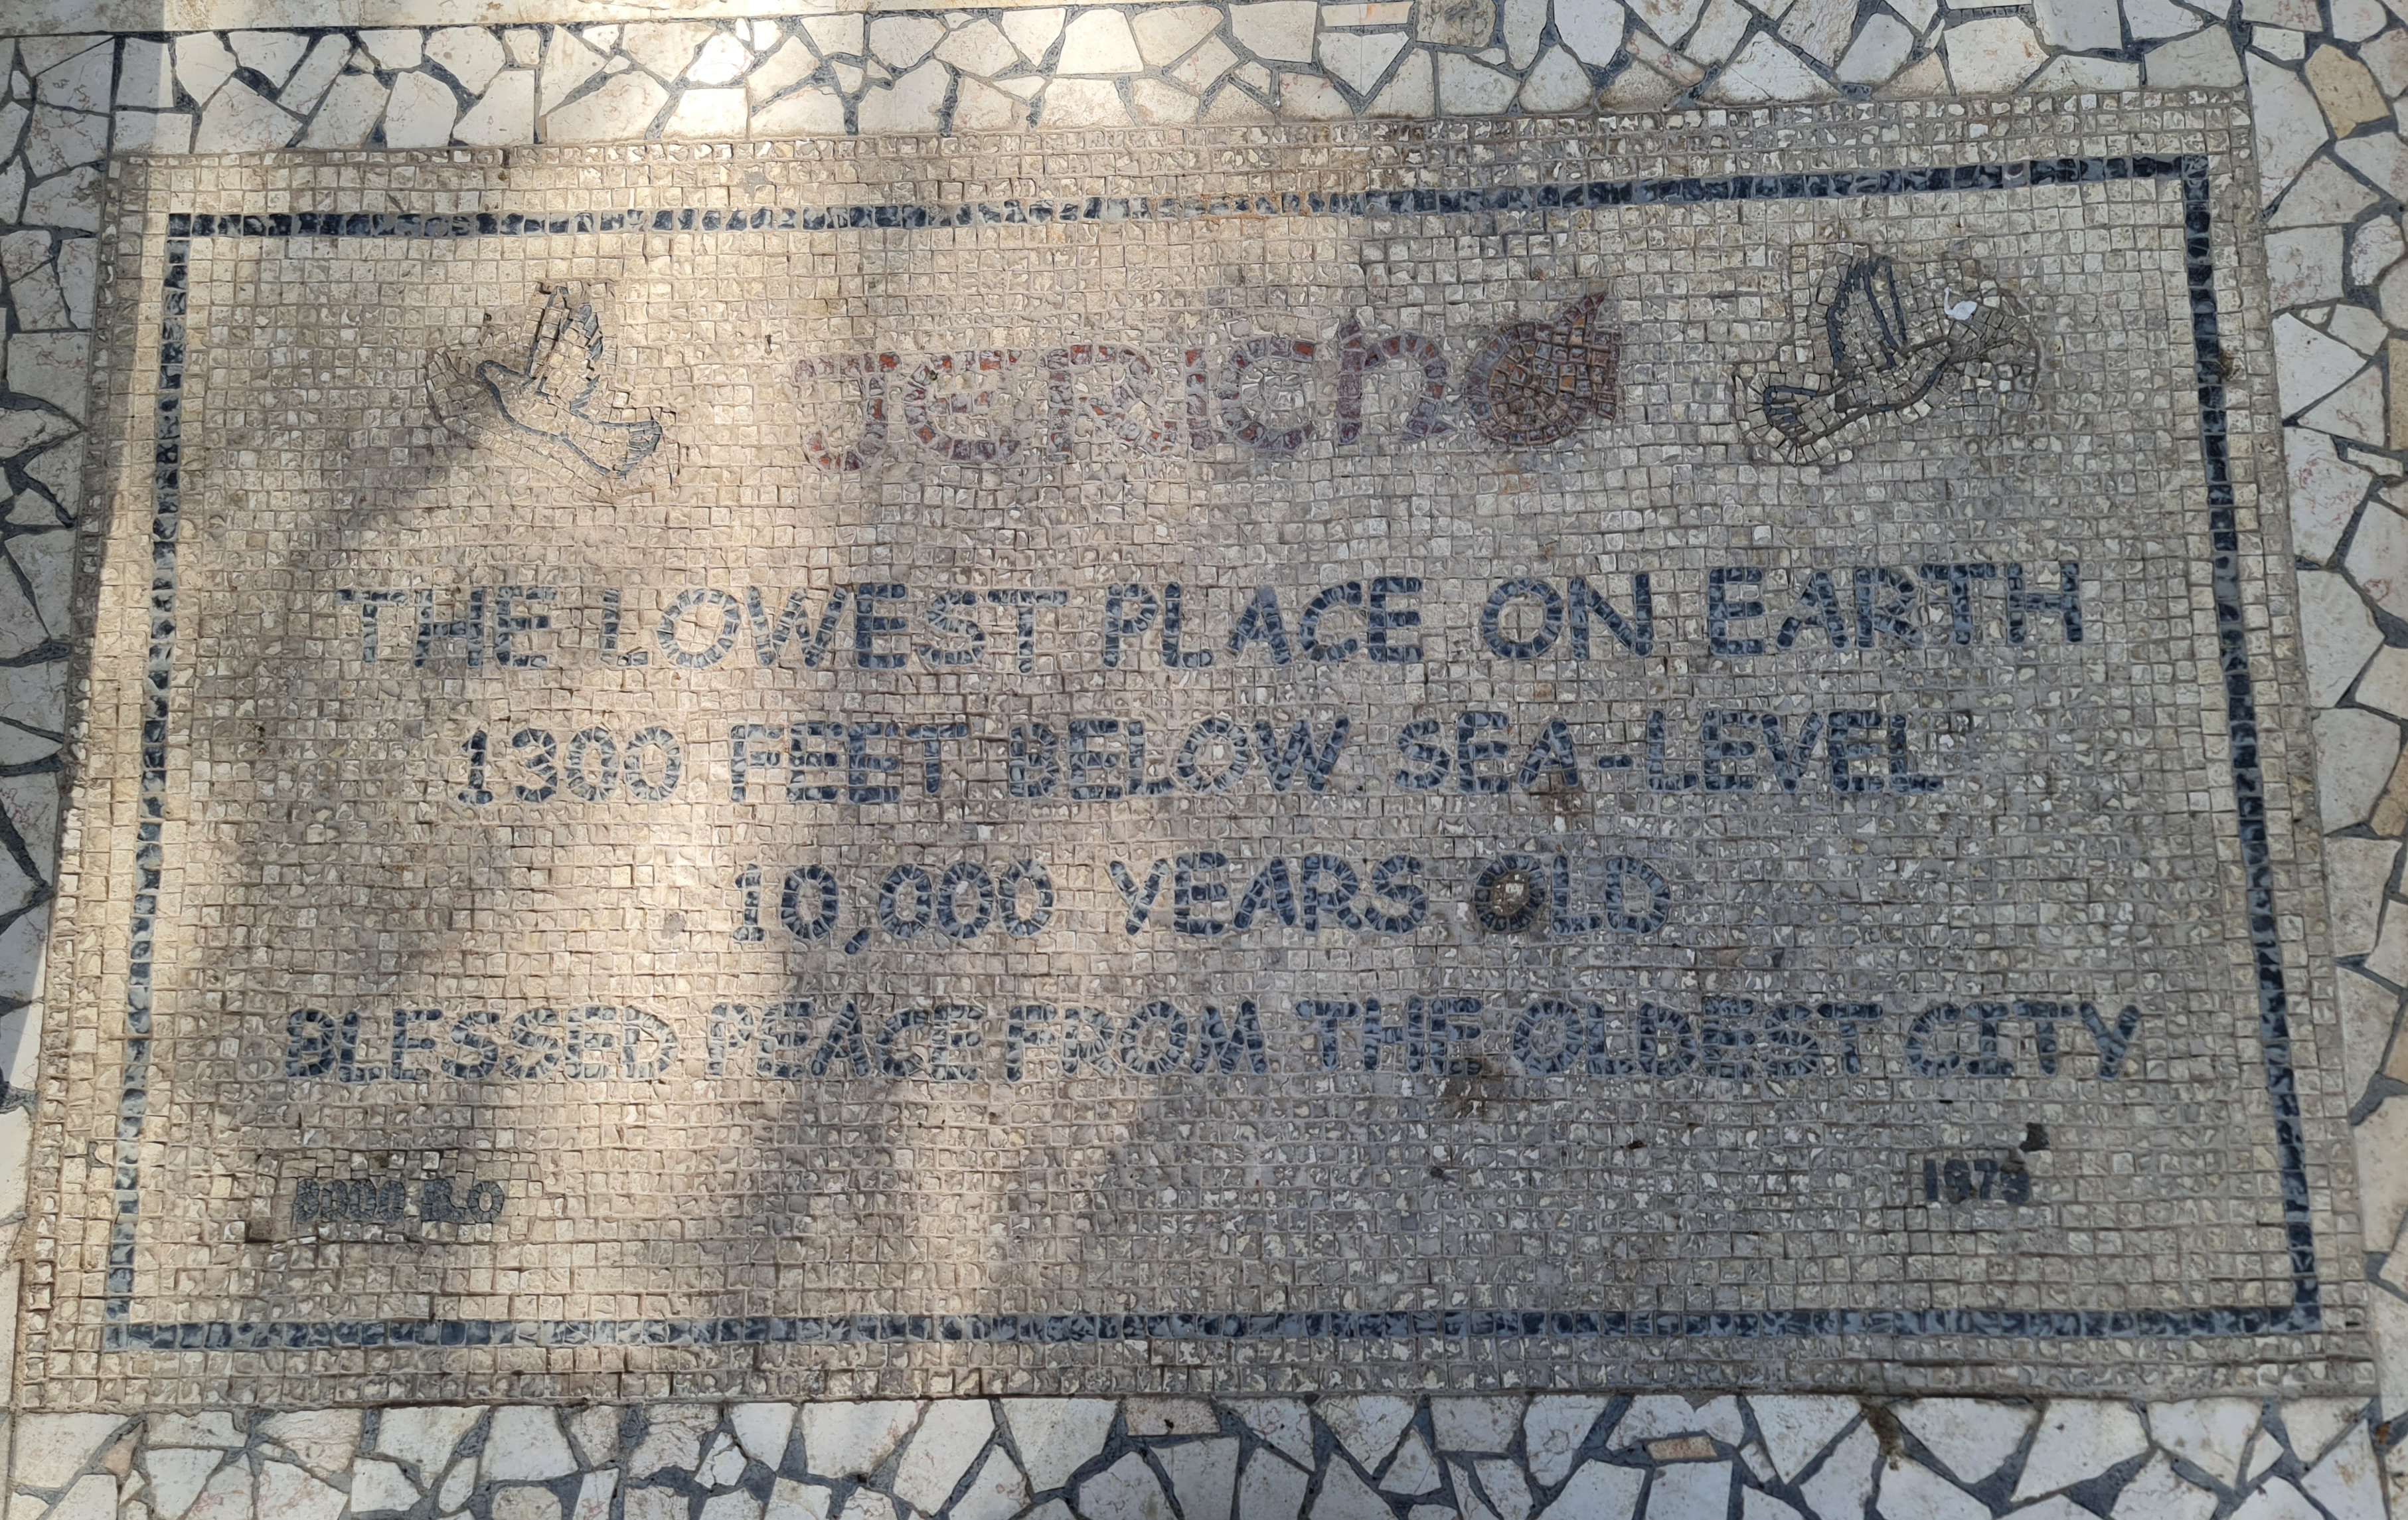 Jericho
THE LOWEST PLACE ON EARTH
1300 FEET BELOW SEA-LEVEL
10,000 YEARS OLD
BLESSED PEACE FROM THE OLDEST CITY